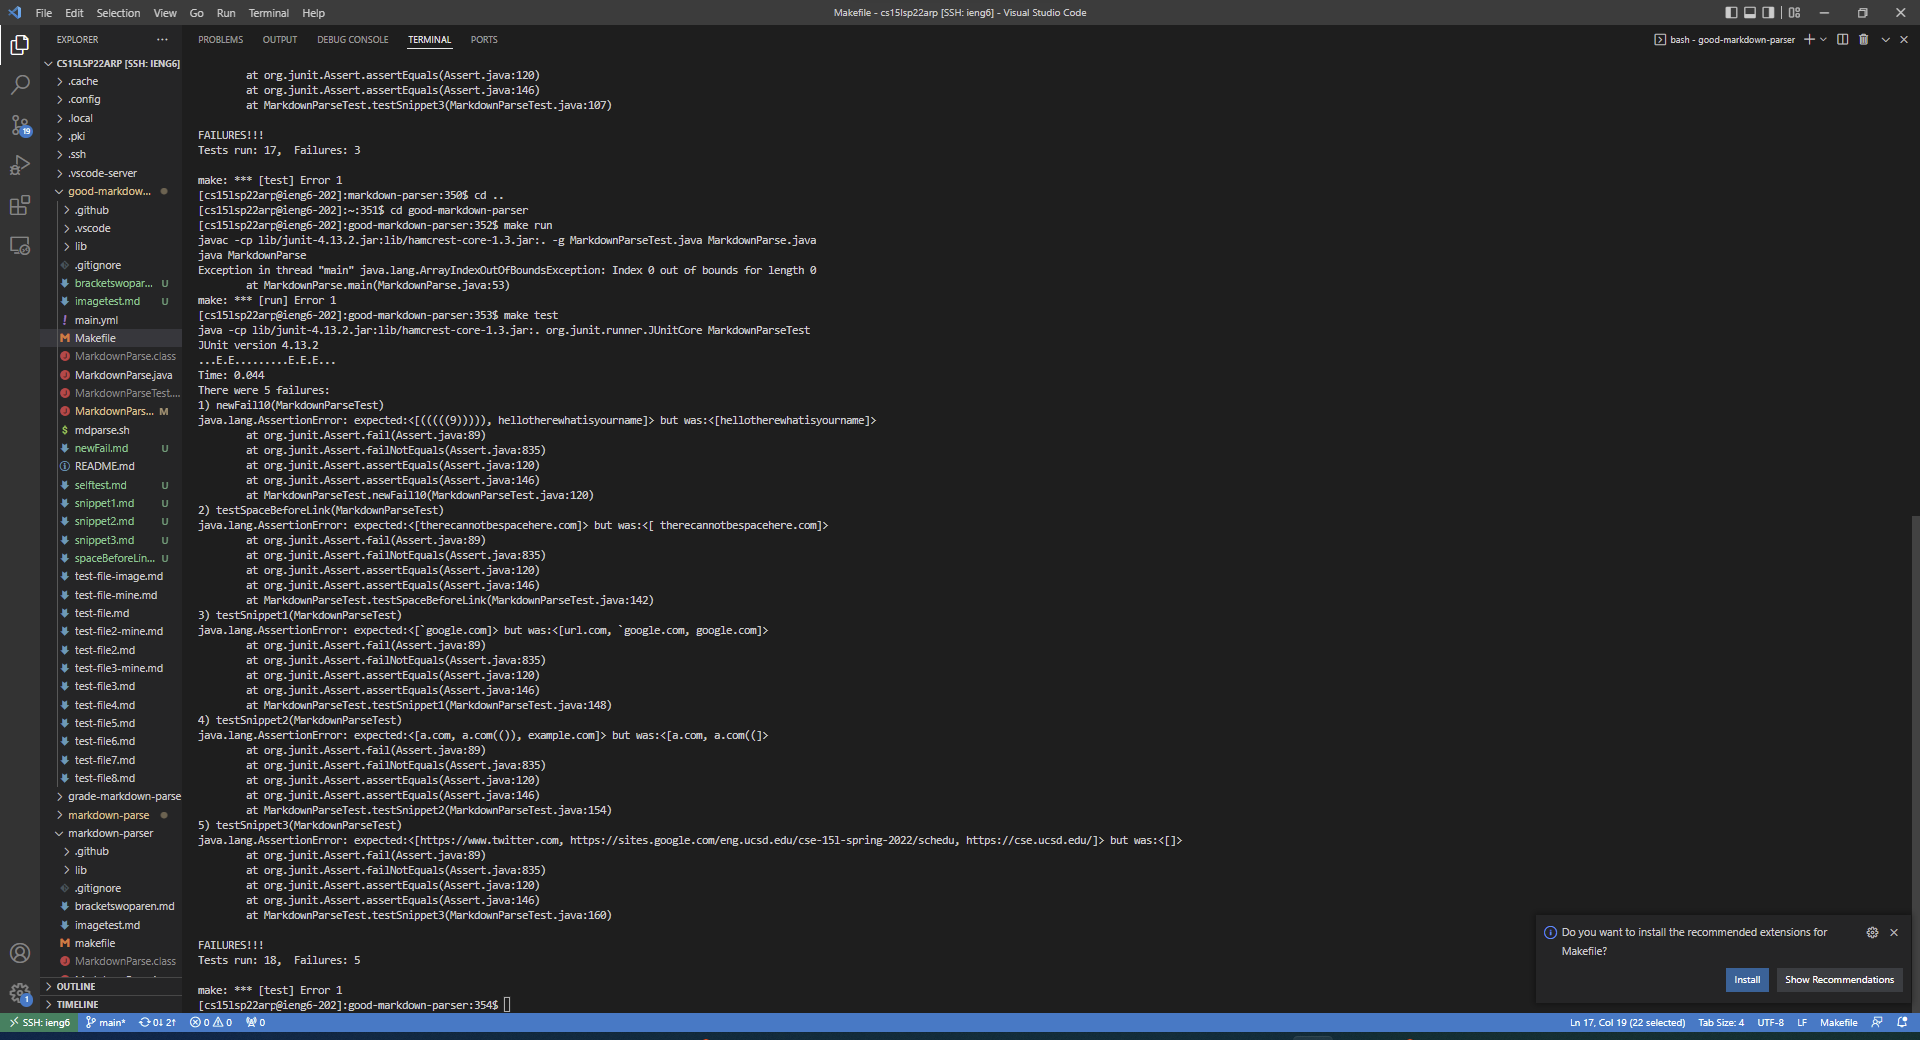 File Edit Selection View Go Run Terminal Help
Makefile - cs15lsp22arp [SSH: ieng6] - Visual Studio Code
EXPLORER ···
PROBLEMS OUTPUT DEBUG CONSOLE TERMINAL PORTS
bash - good-markdown-parser
CS15LSP22ARP [SSH: IENG6]
.cache
.config
.local
.pki
.ssh
.vscode-server
good-markdow...
.github
.vscode
lib
.gitignore
bracketswopar... U
imagetest.md U
! main.yml
M Makefile
MarkdownParse.class
MarkdownParse.java
MarkdownParseTest....
MarkdownPars... M
$ mdparse.sh
newFail.md U
README.md
selftest.md U
snippet1.md U
snippet2.md U
snippet3.md U
spaceBeforeLin... U
test-file-image.md
test-file-mine.md
test-file.md
test-file2-mine.md
test-file2.md
test-file3-mine.md
test-file3.md
test-file4.md
test-file5.md
test-file6.md
test-file7.md
test-file8.md
grade-markdown-parse
markdown-parse
markdown-parser
.github
lib
.gitignore
bracketswoparen.md
imagetest.md
M makefile
MarkdownParse.class
OUTLINE
TIMELINE
19
1
at org.junit.Assert.assertEquals(Assert.java:120)
at org.junit.Assert.assertEquals(Assert.java:146)
at MarkdownParseTest.testSnippet3(MarkdownParseTest.java:107)
FAILURES!!!
Tests run: 17,  Failures: 3
make: *** [test] Error 1
[cs15lsp22arp@ieng6-202]:markdown-parser:350$ cd ..
[cs15lsp22arp@ieng6-202]:~:351$ cd good-markdown-parser
[cs15lsp22arp@ieng6-202]:good-markdown-parser:352$ make run
javac -cp lib/junit-4.13.2.jar:lib/hamcrest-core-1.3.jar:. -g MarkdownParseTest.java MarkdownParse.java
java MarkdownParse
Exception in thread "main" java.lang.ArrayIndexOutOfBoundsException: Index 0 out of bounds for length 0
at MarkdownParse.main(MarkdownParse.java:53)
make: *** [run] Error 1
[cs15lsp22arp@ieng6-202]:good-markdown-parser:353$ make test
java -cp lib/junit-4.13.2.jar:lib/hamcrest-core-1.3.jar:. org.junit.runner.JUnitCore MarkdownParseTest
JUnit version 4.13.2
...E.E.........E.E.E...
Time: 0.044
There were 5 failures:
1) newFail10(MarkdownParseTest)
java.lang.AssertionError: expected:<[((((((9))))), hellotherewhatisyourname]> but was:<[hellotherewhatisyourname]>
at org.junit.Assert.fail(Assert.java:89)
at org.junit.Assert.failNotEquals(Assert.java:835)
at org.junit.Assert.assertEquals(Assert.java:120)
at org.junit.Assert.assertEquals(Assert.java:146)
at MarkdownParseTest.newFail10(MarkdownParseTest.java:120)
2) testSpaceBeforeLink(MarkdownParseTest)
java.lang.AssertionError: expected:<[therecannotbespacehere.com]> but was:<[ therecannotbespacehere.com]>
at org.junit.Assert.fail(Assert.java:89)
at org.junit.Assert.failNotEquals(Assert.java:835)
at org.junit.Assert.assertEquals(Assert.java:120)
at org.junit.Assert.assertEquals(Assert.java:146)
at MarkdownParseTest.testSpaceBeforeLink(MarkdownParseTest.java:142)
3) testSnippet1(MarkdownParseTest)
java.lang.AssertionError: expected:<[`google.com]> but was:<[url.com, `google.com, google.com]>
at org.junit.Assert.fail(Assert.java:89)
at org.junit.Assert.failNotEquals(Assert.java:835)
at org.junit.Assert.assertEquals(Assert.java:120)
at org.junit.Assert.assertEquals(Assert.java:146)
at MarkdownParseTest.testSnippet1(MarkdownParseTest.java:148)
4) testSnippet2(MarkdownParseTest)
java.lang.AssertionError: expected:<[a.com, a.com(()), example.com]> but was:<[a.com, a.com((]>
at org.junit.Assert.fail(Assert.java:89)
at org.junit.Assert.failNotEquals(Assert.java:835)
at org.junit.Assert.assertEquals(Assert.java:120)
at org.junit.Assert.assertEquals(Assert.java:146)
at MarkdownParseTest.testSnippet2(MarkdownParseTest.java:154)
5) testSnippet3(MarkdownParseTest)
java.lang.AssertionError: expected:<[https://www.twitter.com, https://sites.google.com/eng.ucsd.edu/cse-15l-spring-2022/schedu, https://cse.ucsd.edu/]> but was:<[]>
at org.junit.Assert.fail(Assert.java:89)
at org.junit.Assert.failNotEquals(Assert.java:835)
at org.junit.Assert.assertEquals(Assert.java:120)
at org.junit.Assert.assertEquals(Assert.java:146)
at MarkdownParseTest.testSnippet3(MarkdownParseTest.java:160)
FAILURES!!!
Tests run: 18,  Failures: 5
make: *** [test] Error 1
[cs15lsp22arp@ieng6-202]:good-markdown-parser:354$
Do you want to install the recommended extensions for
Makefile?
Install Show Recommendations
SSH: ieng6 main* 0↓ 2↑ 0 0 0
Ln 17, Col 19 (22 selected) Tab Size: 4 UTF-8 LF Makefile